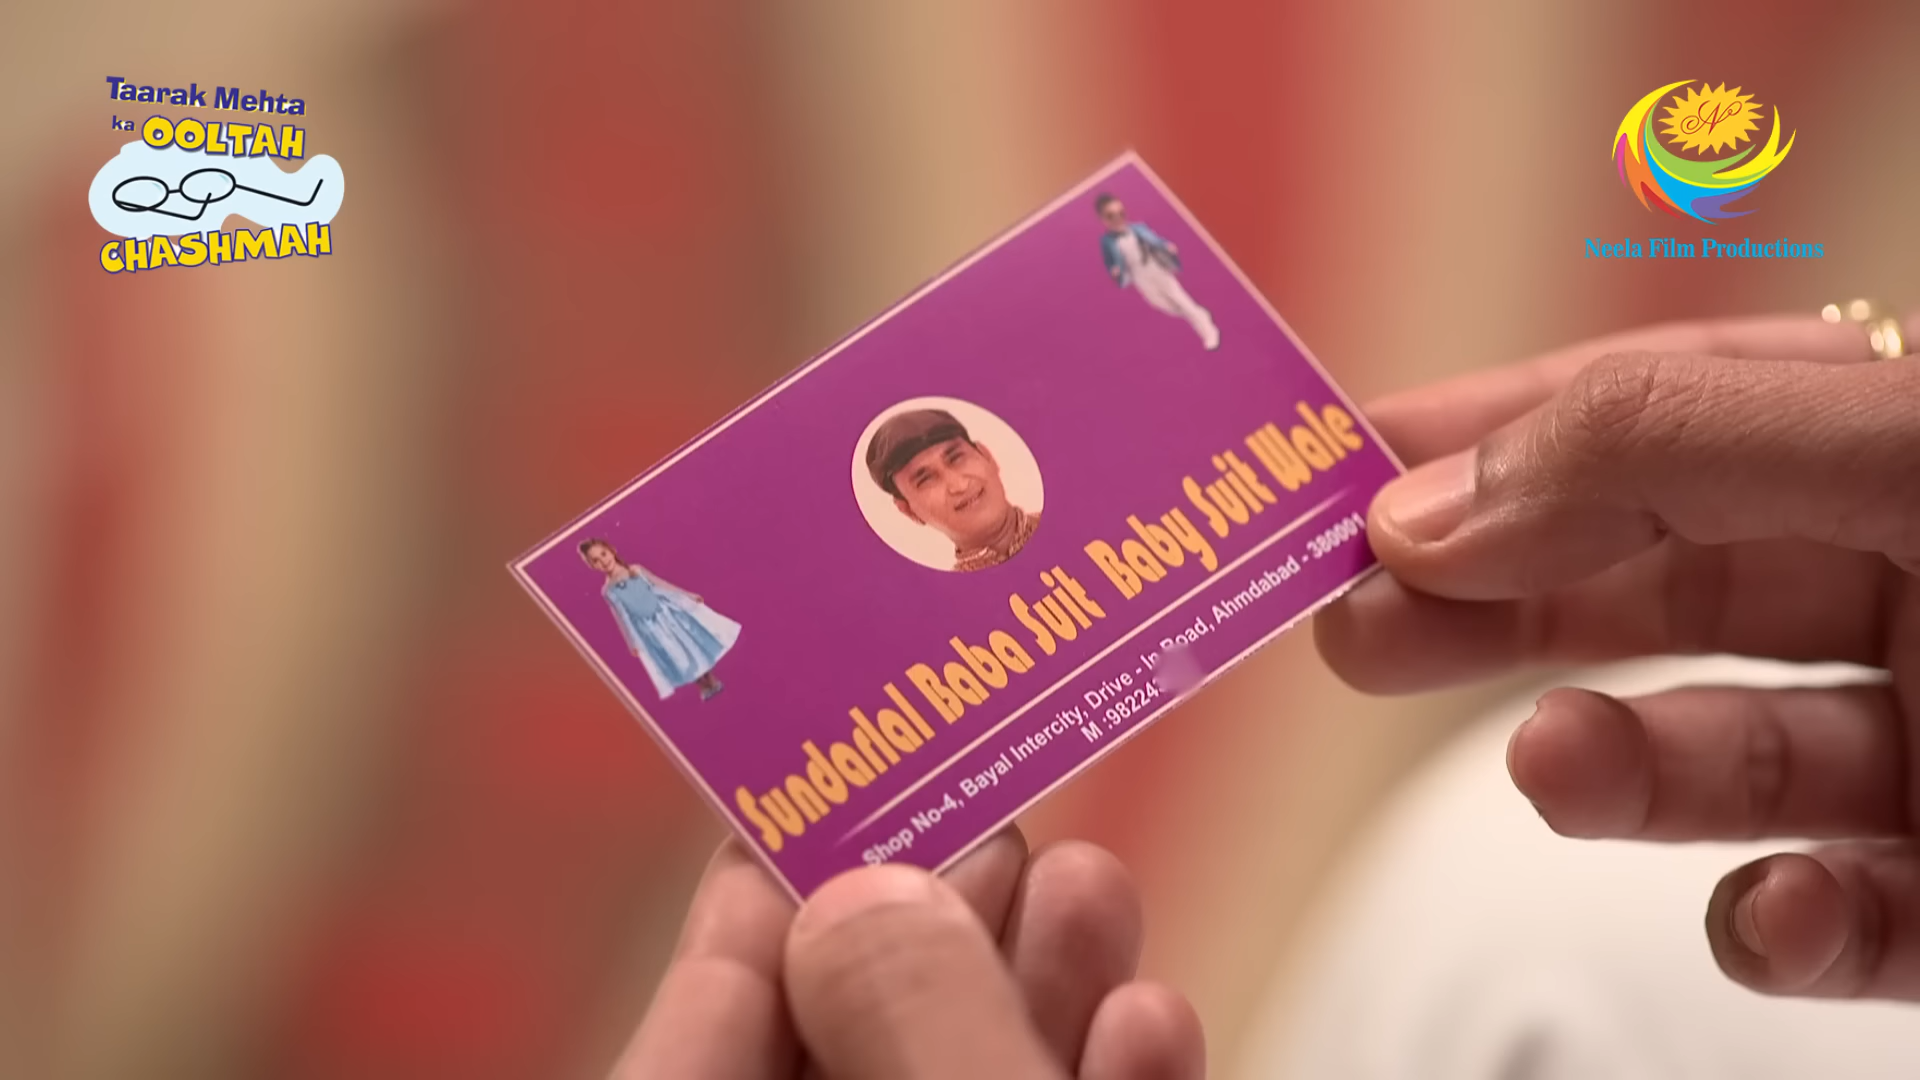 Taarak Mehta
ka OOLTAH
CHASHMAH
N
Neela Film Productions
Sundarlal Baba Suit Baby Suit Wale
Shop No-4, Bayal Intercity, Drive - In Road, Ahmdabad - 380001
M :98224